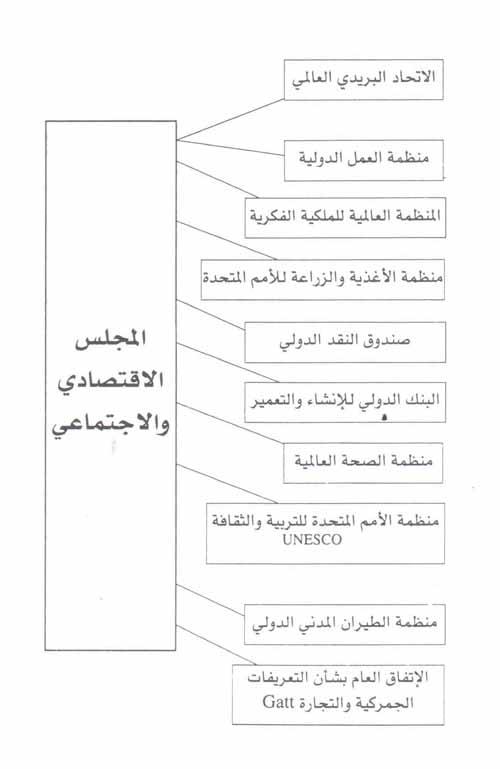 الاتحاد البريدي العالمي
منظمة العمل الدولية
المنظمة العالمية للملكية الفكرية
منظمة الأغذية والزراعة للأمم المتحدة
صندوق النقد الدولي
البنك الدولي للإنشاء والتعمير
منظمة الصحة العالمية
منظمة الأمم المتحدة للتربية والثقافة
UNESCO
منظمة الطيران المدني الدولي
الإتفاق العام بشأن التعريفات
الجمركية والتجارة Gatt
المجلس
الاقتصادي
والاجتماعي